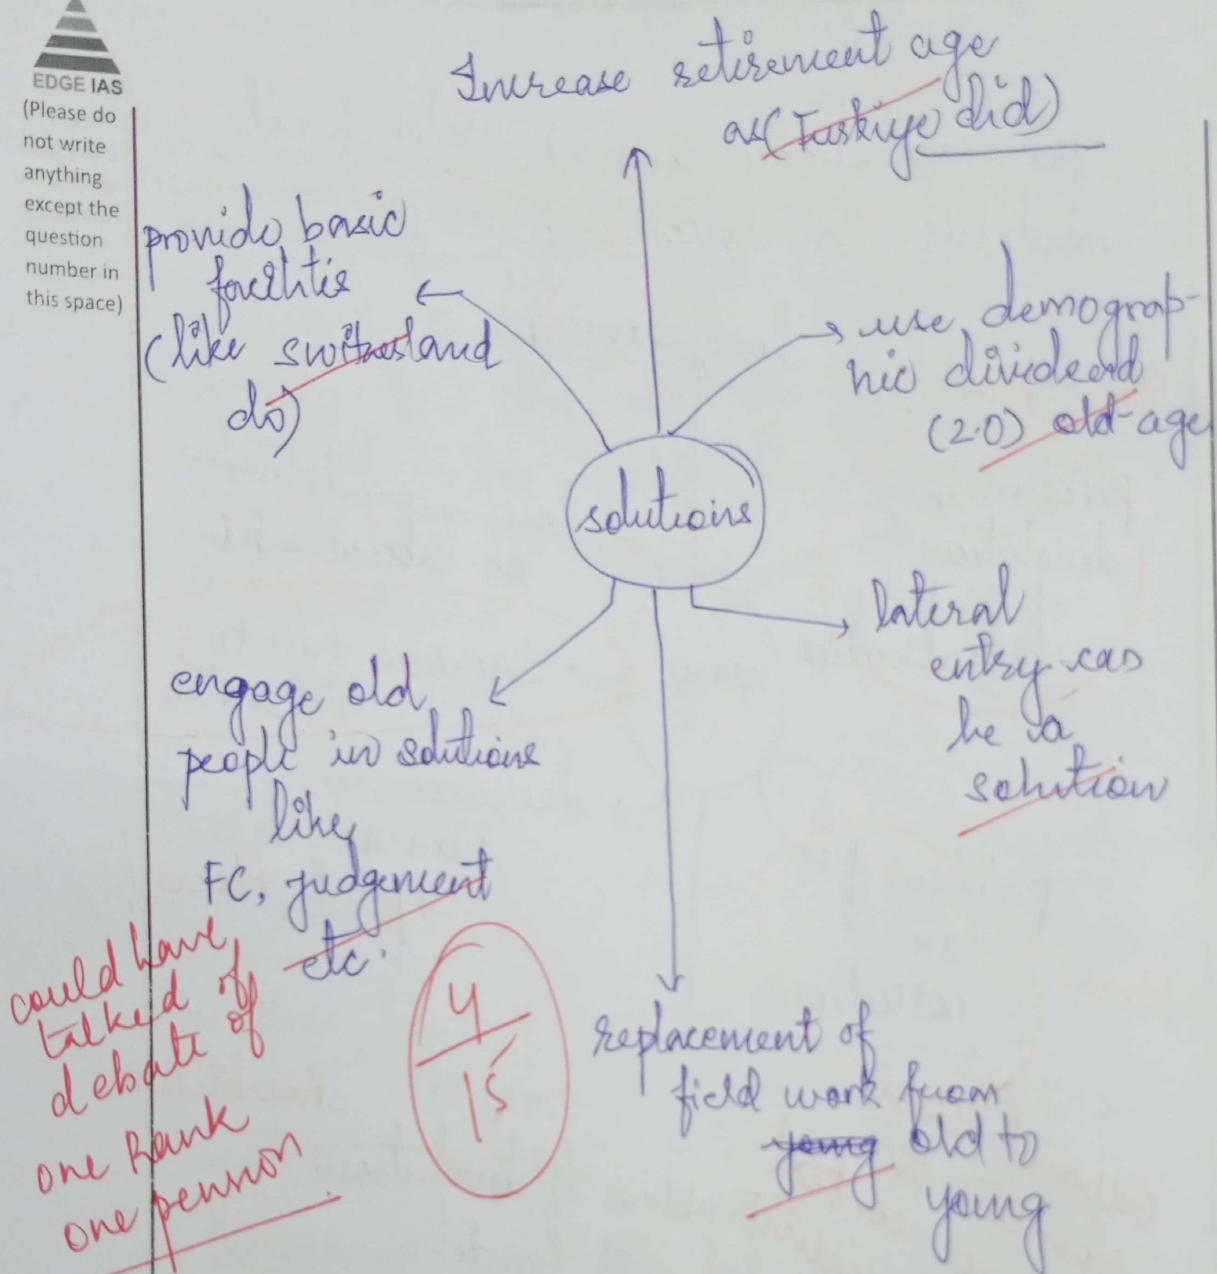 EDGE IAS
(Please do
not write
anything
except the
question
number in
this space)
Increase retirement age
as (Turkiye did)
provide basic
facilities
(like switzerland
do)
use demograp-
hic dividend
(2.0) old-age
solutions
lateral
entry can
be a
solution
engage old
people in solutions
like
FC, judgement
etc.
replacement of
field work from
young old to
young
could have
talked of
debate of
one Rank
one pension
4
15